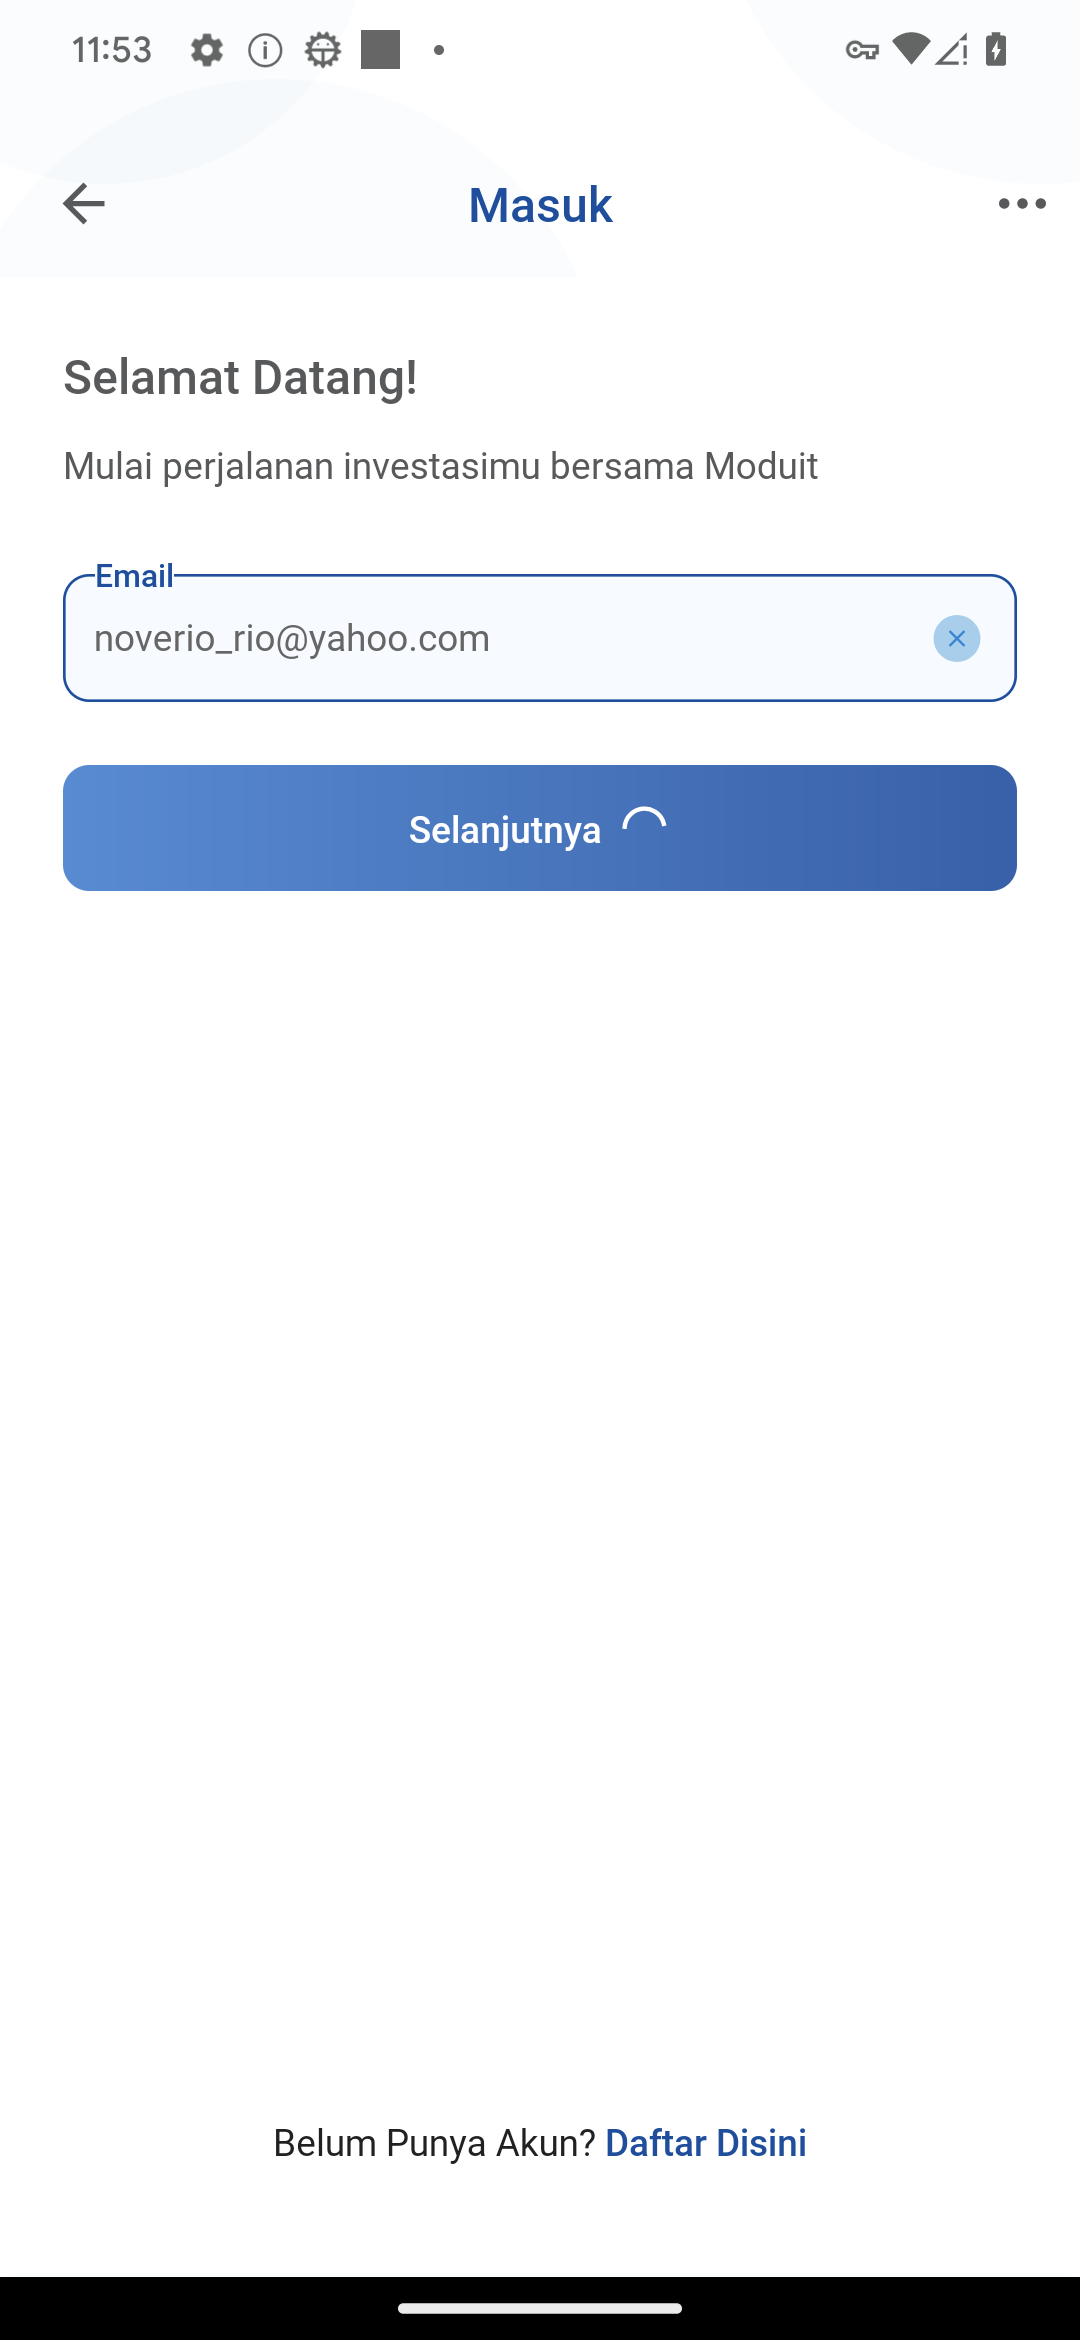 11:53
Masuk
Selamat Datang!
Mulai perjalanan investasimu bersama Moduit
Email
noverio_rio@yahoo.com
Selanjutnya
Belum Punya Akun? Daftar Disini